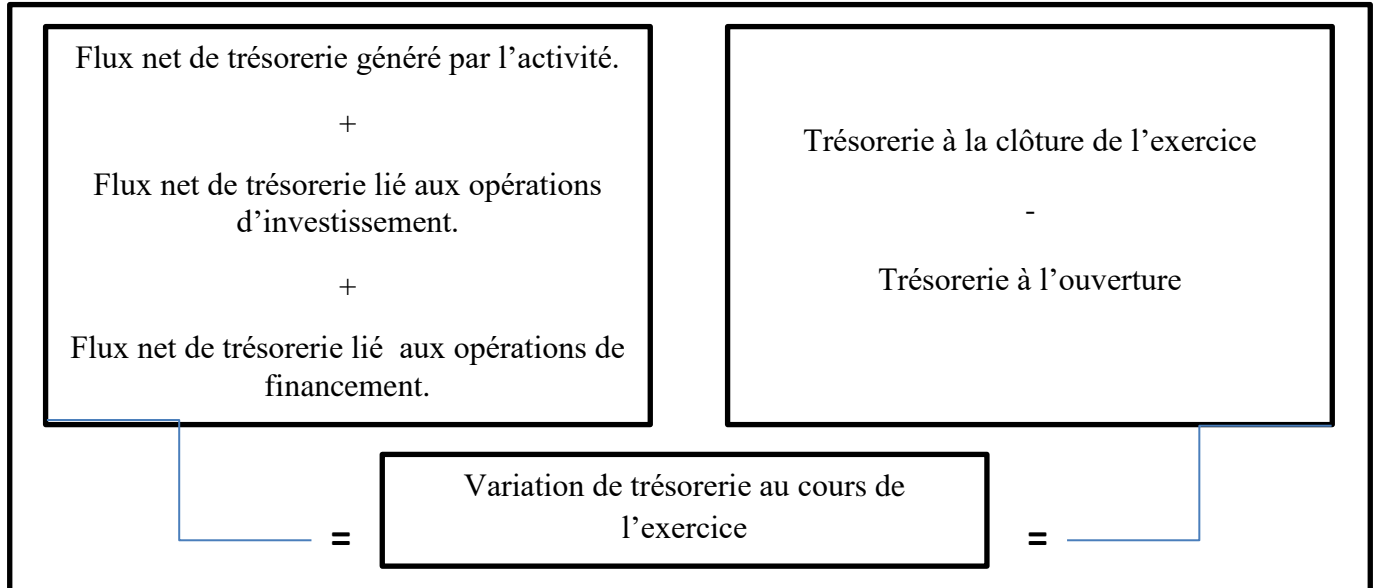 Flux net de trésorerie généré par l’activité.
+
Flux net de trésorerie lié aux opérations
d’investissement.
+
Flux net de trésorerie lié  aux opérations de
financement.
Trésorerie à la clôture de l’exercice
-
Trésorerie à l’ouverture
Variation de trésorerie au cours de
l’exercice
=
=